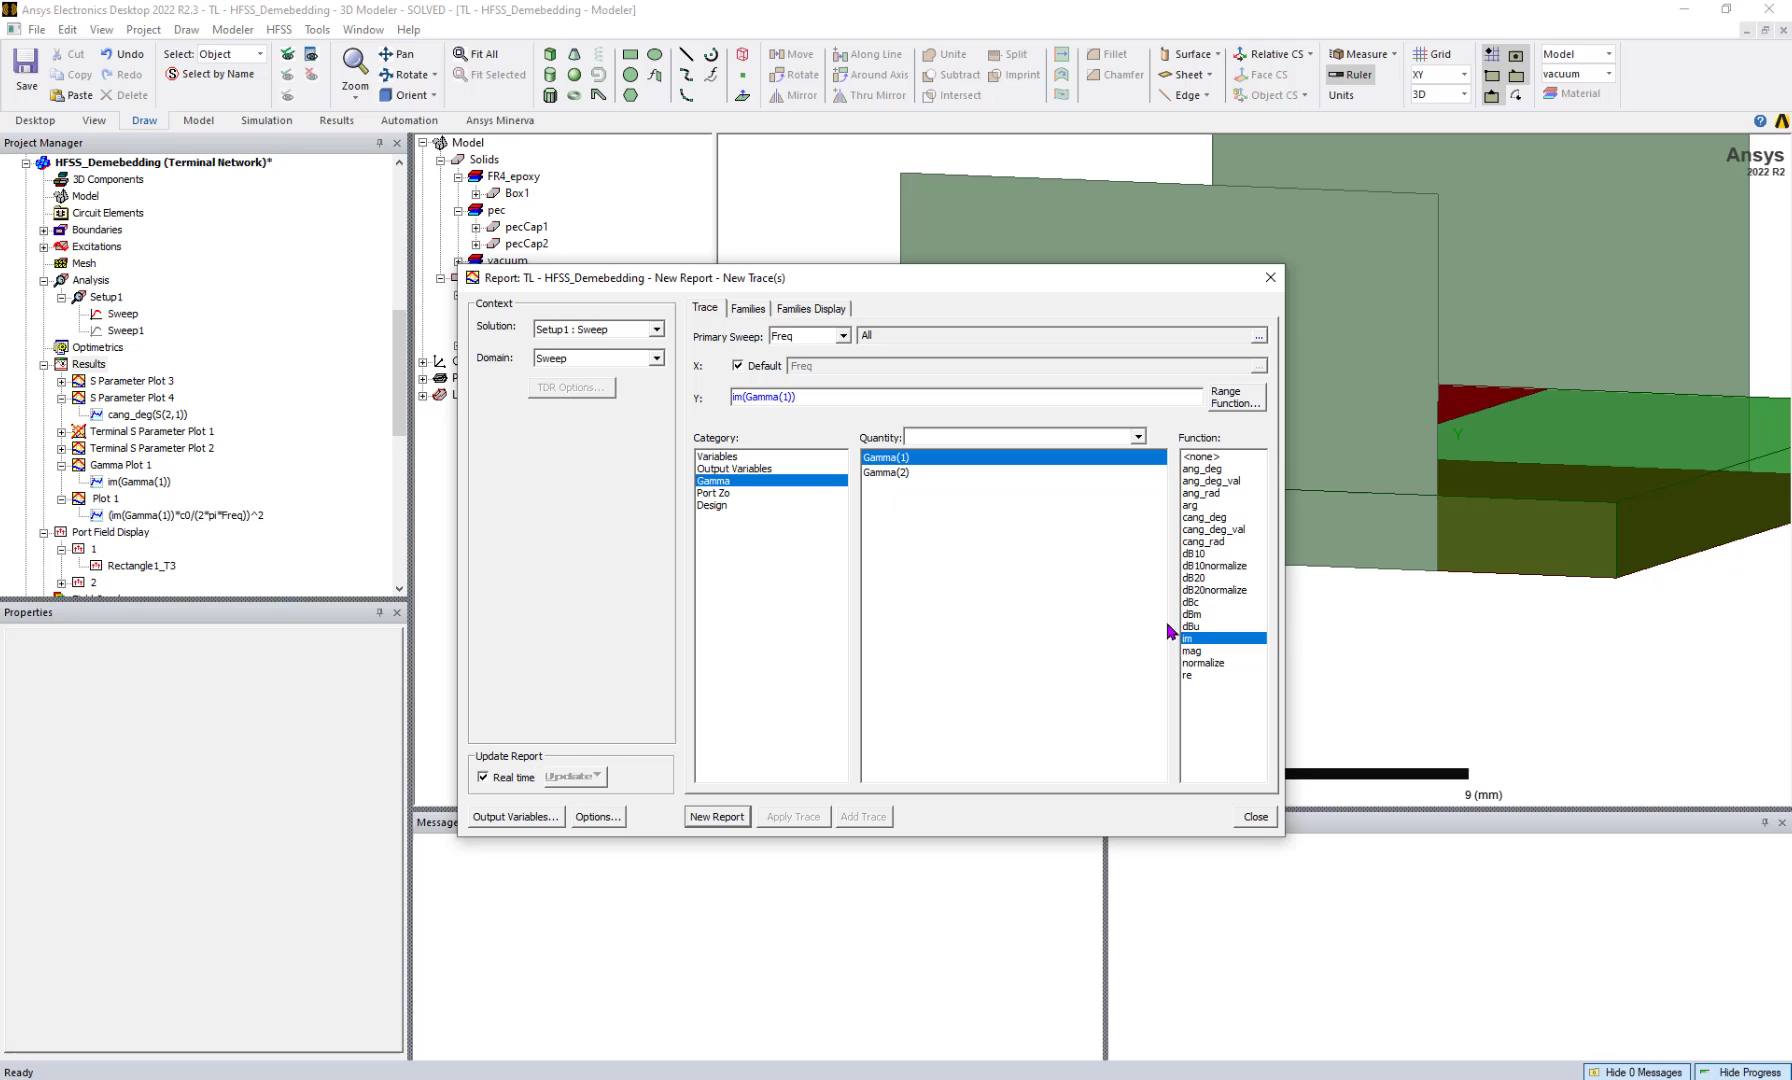 Ansys Electronics Desktop 2022 R2.3 - TL - HFSS_Demebedding - 3D Modeler - SOLVED - [TL - HFSS_Demebedding - Modeler]
File Edit View Project Draw Modeler HFSS Tools Window Help
Save
Cut
Copy
Paste
Undo
Redo
Delete
Select: Object
Select by Name
Zoom
Pan
Rotate
Orient
Fit All
Fit Selected
Move
Rotate
Mirror
Along Line
Around Axis
Thru Mirror
Unite
Subtract
Intersect
Split
Imprint
Fillet
Chamfer
Surface
Sheet
Edge
Relative CS
Face CS
Object CS
Measure
Ruler
Units
Grid
XY
3D
Model
vacuum
Material
Desktop View Draw Model Simulation Results Automation Ansys Minerva
Project Manager
HFSS_Demebedding (Terminal Network)*
3D Components
Model
Circuit Elements
Boundaries
Excitations
Mesh
Analysis
Setup1
Sweep
Sweep1
Optimetrics
Results
S Parameter Plot 3
S Parameter Plot 4
cang_deg(S(2,1))
Terminal S Parameter Plot 1
Terminal S Parameter Plot 2
Gamma Plot 1
im(Gamma(1))
Plot 1
(im(Gamma(1))*c0/(2*pi*Freq))^2
Port Field Display
1
Rectangle1_T3
2
Properties
Model
Solids
FR4_epoxy
Box1
pec
pecCap1
pecCap2
vacuum
Ansys
2022 R2
Y
9 (mm)
Report: TL - HFSS_Demebedding - New Report - New Trace(s)
Context
Solution: Setup1 : Sweep
Domain: Sweep
TDR Options...
Update Report
Real time Update
Output Variables... Options...
Trace Families Families Display
Primary Sweep: Freq All ...
X: Default Freq ...
Y: im(Gamma(1)) Range Function...
Category:
Variables
Output Variables
Gamma
Port Zo
Design
Quantity:
Gamma(1)
Gamma(2)
Function:
<none>
ang_deg
ang_deg_val
ang_rad
arg
cang_deg
cang_deg_val
cang_rad
dB10
dB10normalize
dB20
dB20normalize
dBc
dBm
dBu
im
mag
normalize
re
New Report Apply Trace Add Trace Close
Ready
Hide 0 Messages Hide Progress